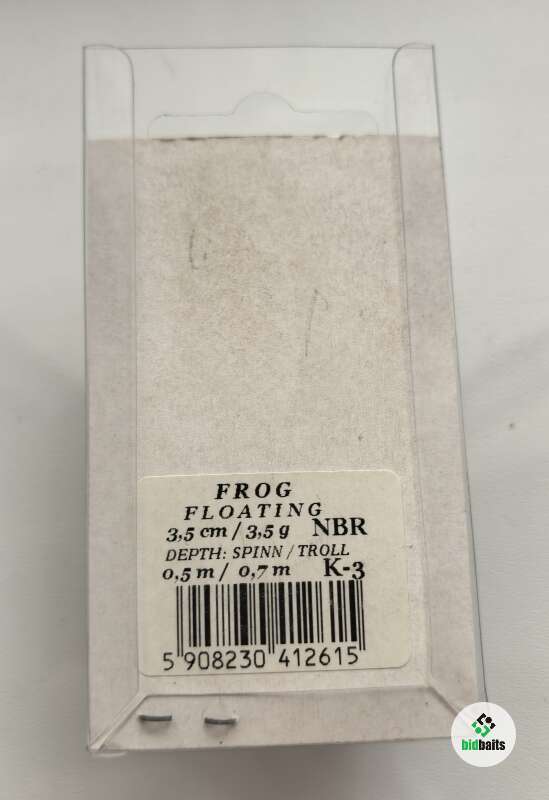 FROG
FLOATING
3,5 cm / 3,5 g NBR
DEPTH: SPINN / TROLL
0,5 m / 0,7 m K-3
5 908230 412615
bidbaits